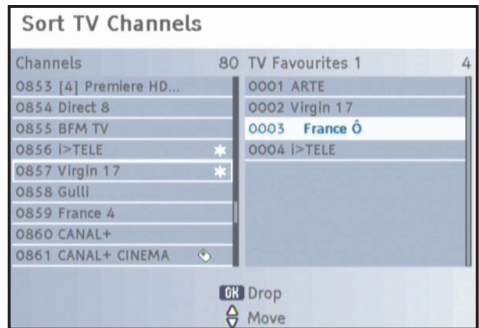 Sort TV Channels
Channels 80
0853 [4] Premiere HD...
0854 Direct 8
0855 BFM TV
0856 i>TELE
0857 Virgin 17
0858 Gulli
0859 France 4
0860 CANAL+
0861 CANAL+ CINEMA
TV Favourites 1 4
0001 ARTE
0002 Virgin 17
0003 France Ô
0004 i>TELE
OK Drop
Move